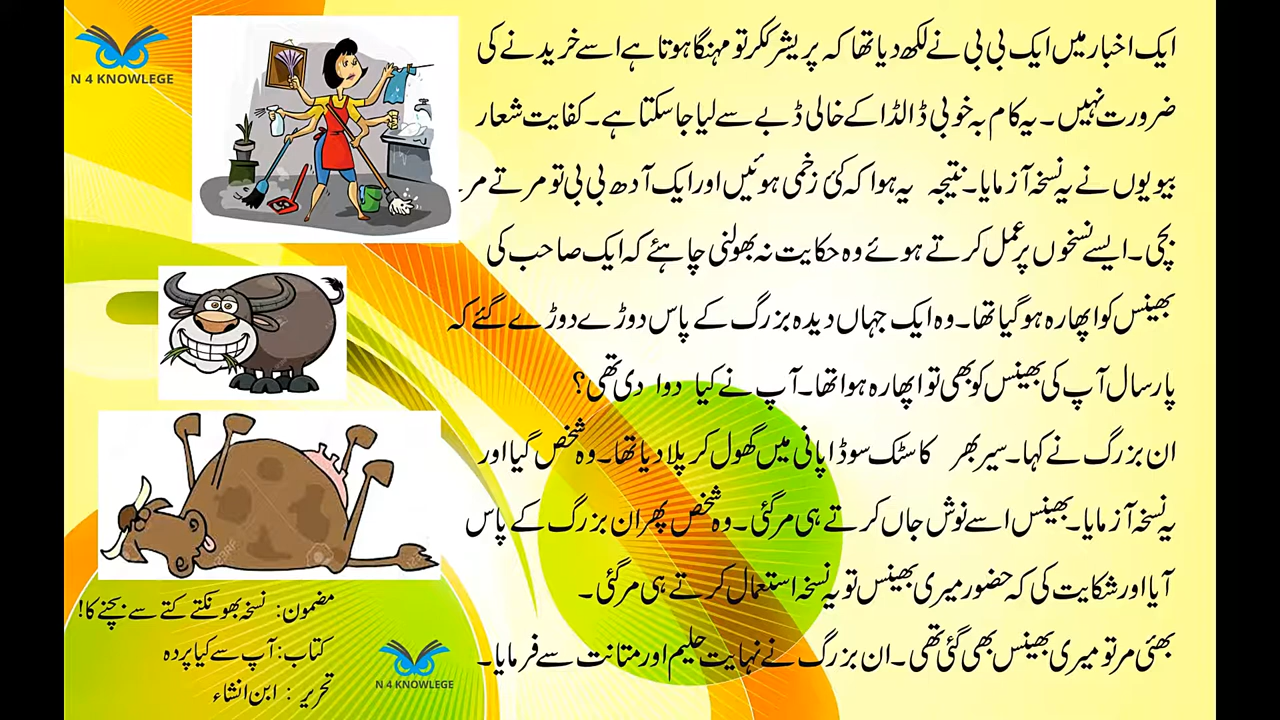 ایک اخبار میں ایک بی بی نے لکھ دیا تھا کہ پریشر ککر تو مہنگا ہوتا ہے اسے خریدنے کی
ضرورت نہیں۔ یہ کام بہ خوبی ڈالڈا کے خالی ڈبے سے لیا جا سکتا ہے۔ کفایت شعار
بیویوں نے یہ نسخہ آزمایا۔ نتیجہ یہ ہوا کہ کئی زخمی ہوئیں اور ایک آدھ بی بی تو مرتے مر
بچی۔ ایسے نسخوں پر عمل کرتے ہوئے وہ حکایت نہ بھولنی چاہئے کہ ایک صاحب کی
بھینس کو اپھارہ ہو گیا تھا۔ وہ ایک جہاں دیدہ بزرگ کے پاس دوڑے دوڑے گئے کہ
پارسال آپ کی بھینس کو بھی تو اپھارہ ہوا تھا۔ آپ نے کیا دوا دی تھی؟
ان بزرگ نے کہا۔ سیر بھر کاسٹک سوڈا پانی میں گھول کر پلا دیا تھا۔ وہ شخص گیا اور
یہ نسخہ آزمایا۔ بھینس اسے نوش جاں کرتے ہی مر گئی۔ وہ شخص پھر ان بزرگ کے پاس
آیا اور شکایت کی کہ حضور میری بھینس تو یہ نسخہ استعمال کرتے ہی مر گئی۔
بھئی مر تو میری بھینس بھی گئی تھی۔ ان بزرگ نے نہایت حلیم اور متانت سے فرمایا۔
مضمون: نسخہ بھونکتے کتے سے بچنے کا!
کتاب: آپ سے کیا پردہ
تحریر : ابن انشاء
N 4 KNOWLEGE
N 4 KNOWLEGE